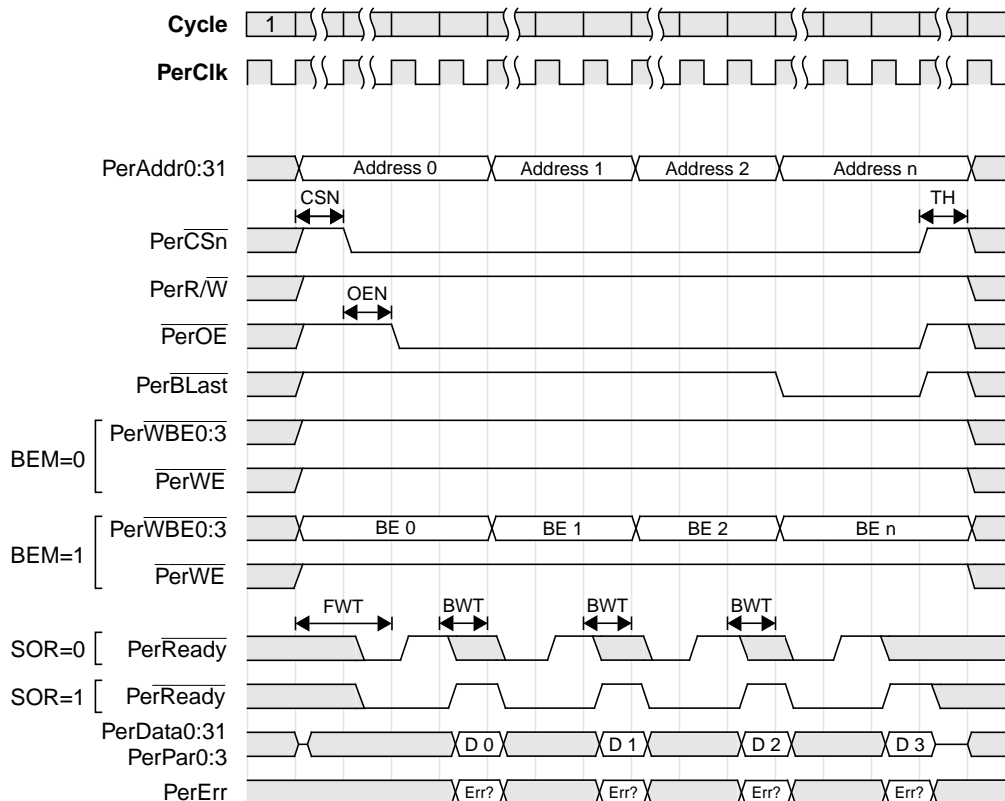 Cycle 1
PerClk
PerAddr0:31 Address 0 Address 1 Address 2 Address n
CSN TH
PerCSn
PerR/W
OEN
PerOE
PerBLast
BEM=0
PerWBE0:3
PerWE
BEM=1
PerWBE0:3 BE 0 BE 1 BE 2 BE n
PerWE
FWT BWT BWT BWT
SOR=0 PerReady
SOR=1 PerReady
PerData0:31
PerPar0:3
D 0 D 1 D 2 D 3
PerErr Err? Err? Err? Err?